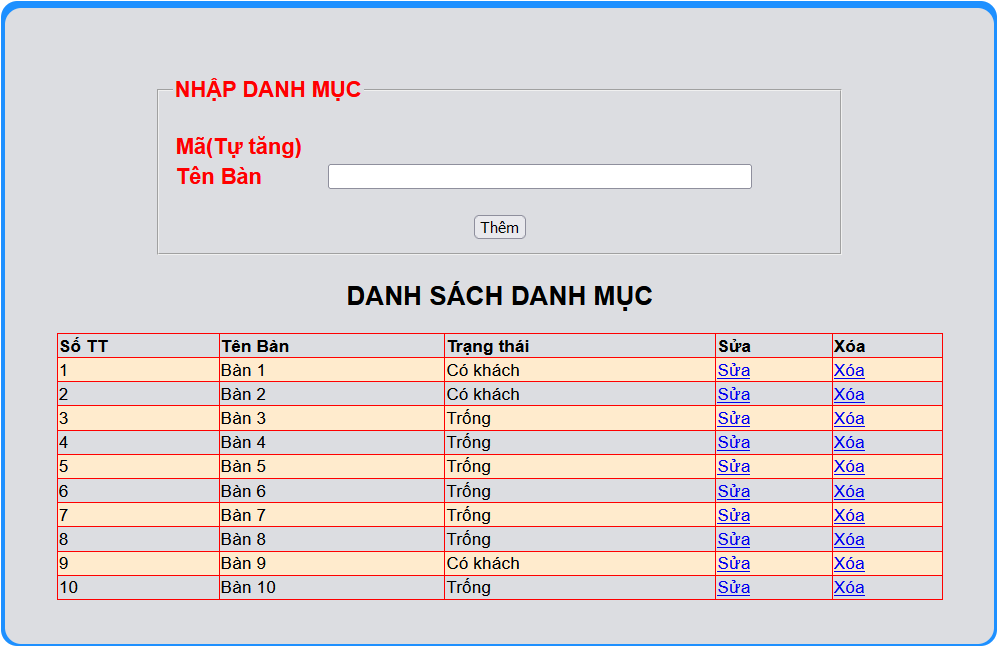 NHẬP DANH MỤC
Mã(Tự tăng)
Tên Bàn
Thêm
DANH SÁCH DANH MỤC
Số TT Tên Bàn Trạng thái Sửa Xóa
1 Bàn 1 Có khách Sửa Xóa
2 Bàn 2 Có khách Sửa Xóa
3 Bàn 3 Trống Sửa Xóa
4 Bàn 4 Trống Sửa Xóa
5 Bàn 5 Trống Sửa Xóa
6 Bàn 6 Trống Sửa Xóa
7 Bàn 7 Trống Sửa Xóa
8 Bàn 8 Trống Sửa Xóa
9 Bàn 9 Có khách Sửa Xóa
10 Bàn 10 Trống Sửa Xóa